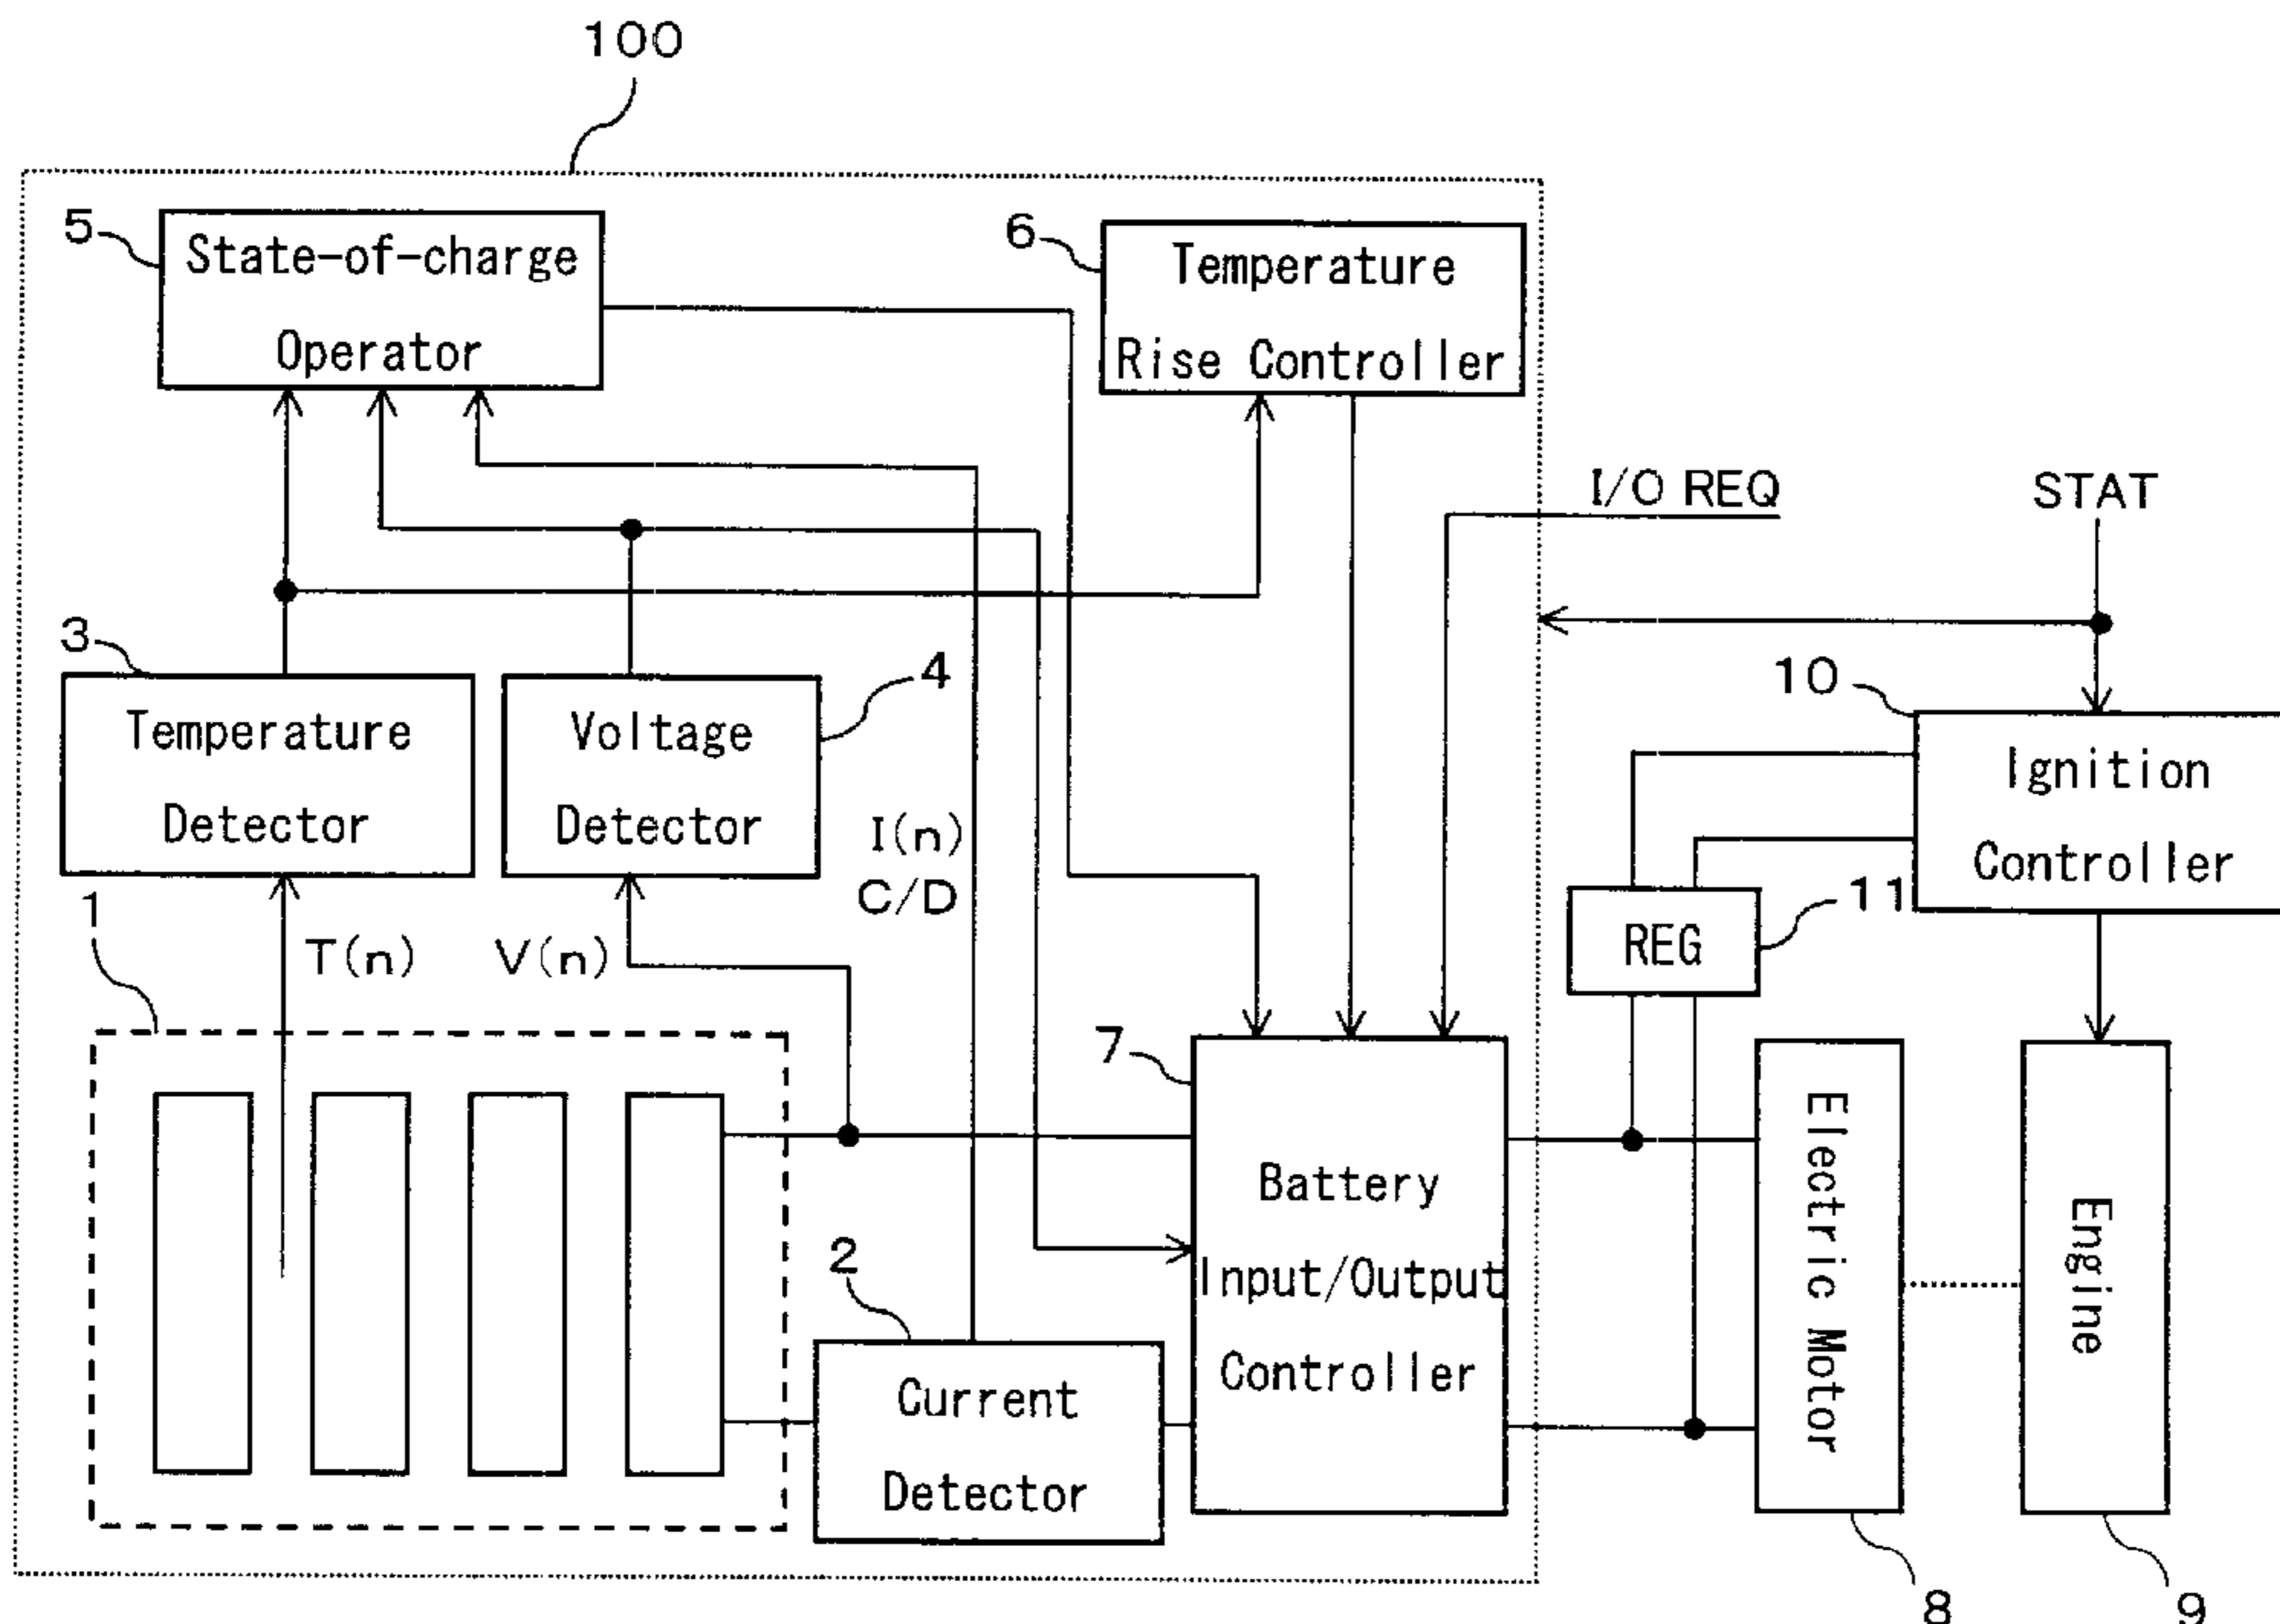 100
5
State-of-charge
Operator
6
Temperature
Rise Controller
I/O REQ
STAT
3
Temperature
Detector
4
Voltage
Detector
I(n)
C/D
10
Ignition
Controller
11
REG
1
T(n)
V(n)
7
Battery
Input/Output
Controller
2
Current
Detector
Electric Motor
Engine
8
9